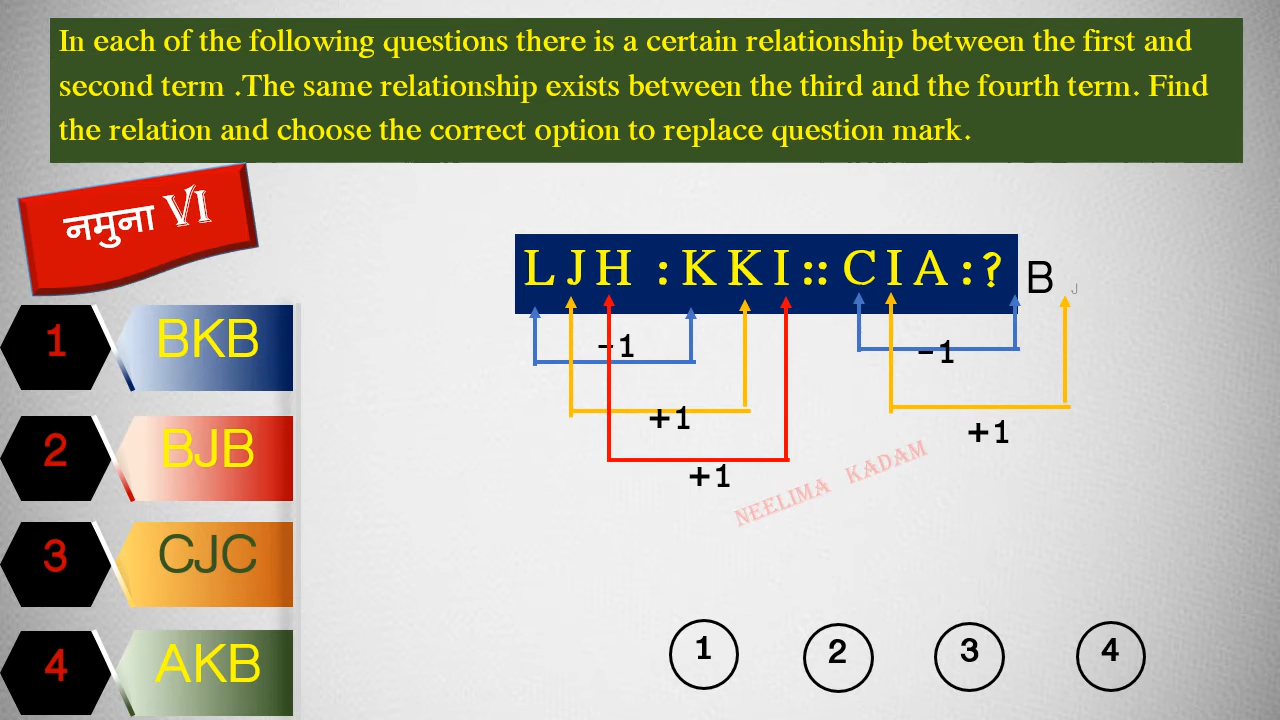 In each of the following questions there is a certain relationship between the first and
second term .The same relationship exists between the third and the fourth term. Find
the relation and choose the correct option to replace question mark.
नमुना VI
L J H : K K I :: C I A : ? B J
-1 -1
+1 +1
+1
1 BKB
2 BJB
3 CJC
4 AKB
NEELIMA KADAM
1 2 3 4